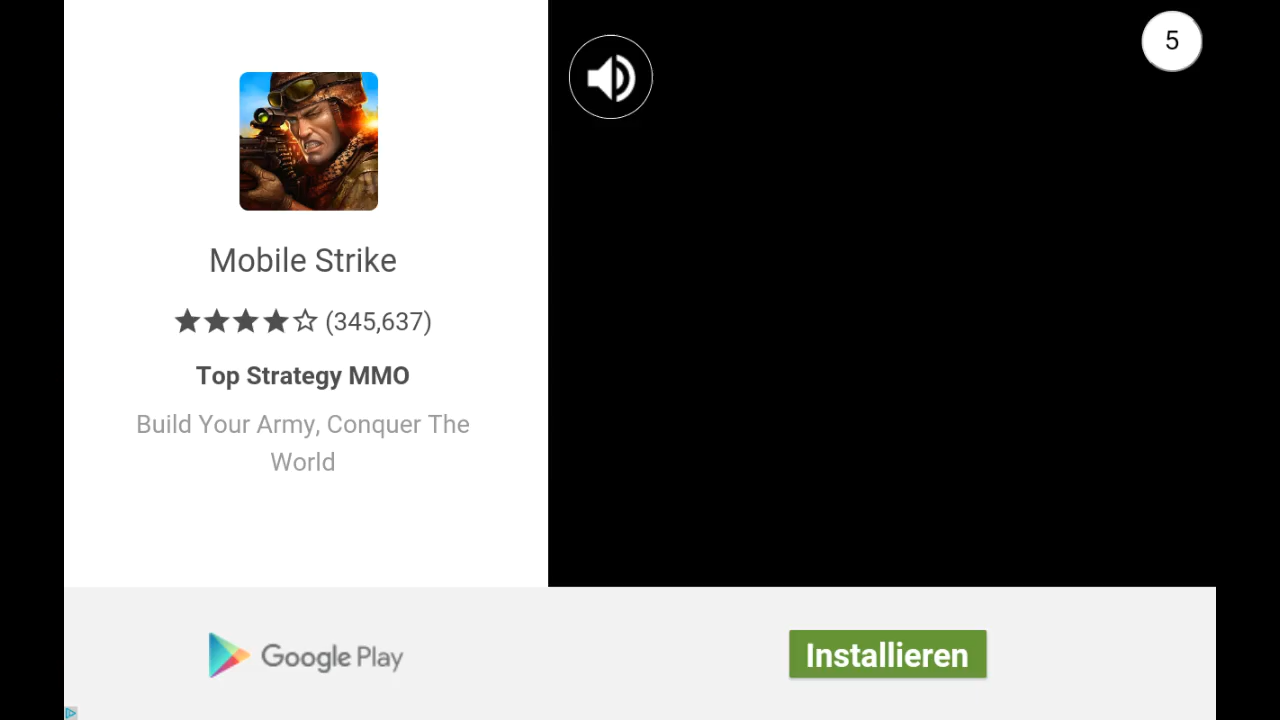 5
Mobile Strike
(345,637)
Top Strategy MMO
Build Your Army, Conquer The
World
Google Play
Installieren